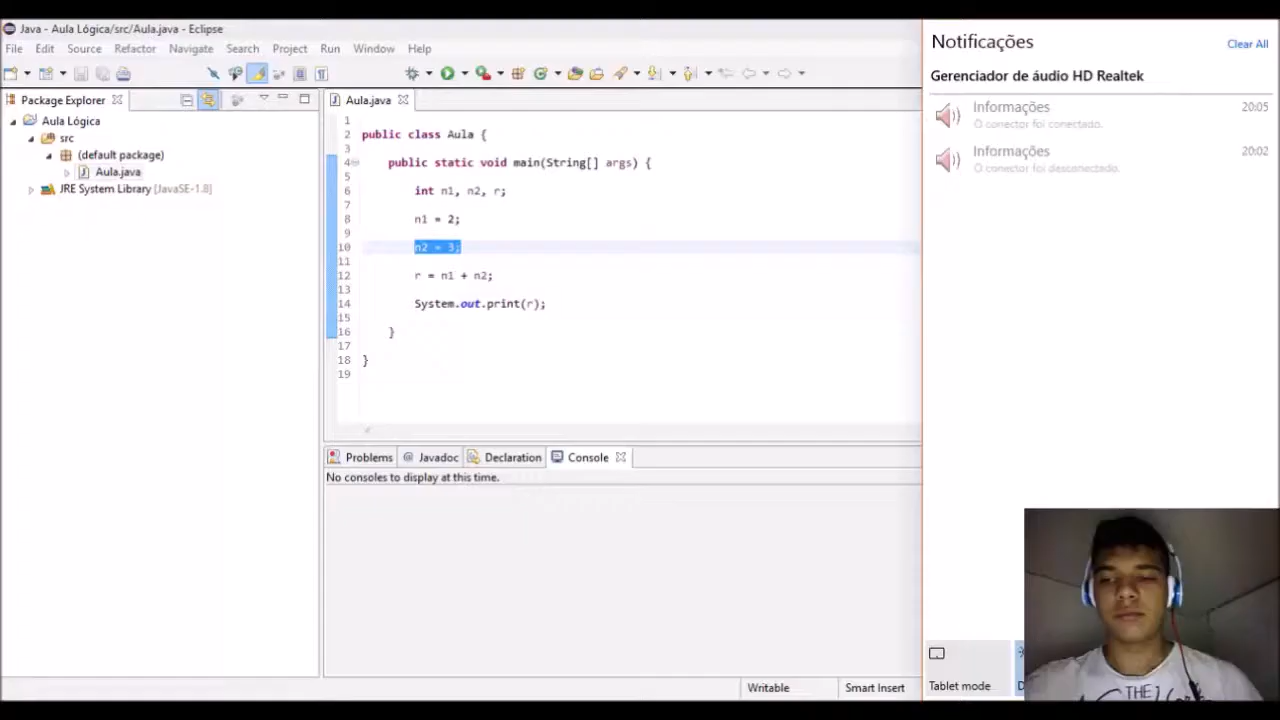 Java - Aula Lógica/src/Aula.java - Eclipse
File Edit Source Refactor Navigate Search Project Run Window Help
Package Explorer
Aula Lógica
src
(default package)
Aula.java
JRE System Library [JavaSE-1.8]
Aula.java
1
2 public class Aula {
3
4 public static void main(String[] args) {
5
6 int n1, n2, r;
7
8 n1 = 2;
9
10 n2 = 3;
11
12 r = n1 + n2;
13
14 System.out.print(r);
15
16 }
17
18 }
19
Problems @ Javadoc Declaration Console
No consoles to display at this time.
Writable Smart Insert
Notificações Clear All
Gerenciador de áudio HD Realtek
Informações 20:05
O conector foi conectado.
Informações 20:02
O conector foi desconectado.
Tablet mode
THE